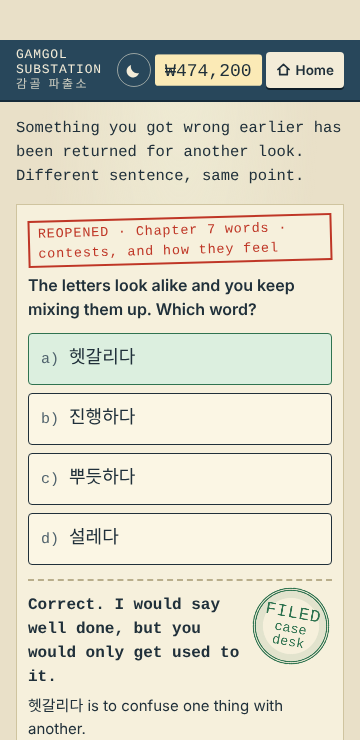 GAMGOL
SUBSTATION
감골 파출소
₩474,200
Home
Something you got wrong earlier has
been returned for another look.
Different sentence, same point.
REOPENED · Chapter 7 words ·
contests, and how they feel
The letters look alike and you keep
mixing them up. Which word?
a) 헷갈리다
b) 진행하다
c) 뿌듯하다
d) 설레다
Correct. I would say
well done, but you
would only get used to
it.
FILED
case
desk
헷갈리다 is to confuse one thing with
another.